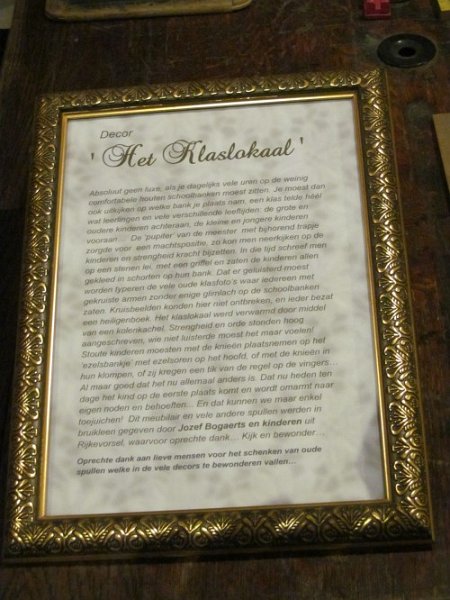 Decor
' Het Klaslokaal '
Absoluut geen luxe, als je dagelijks vele uren op de weinig
comfortabele houten schoolbanken moest zitten. Je moest dan
ook uitkijken op welke bank je plaats nam, een klas telde héél
wat leerlingen en vele verschillende leeftijden: de grote en
oudere kinderen achteraan, de kleine en jongere kinderen
vooraan.... De 'pupiter' van de meester met bijhorend trapje
zorgde voor een machtspositie, zo kon men neerkijken op de
kinderen en strengheid kracht bijzetten. In die tijd schreef men
op een stenen lei, met een griffel en zaten de kinderen allen
gekleed in schorten op hun bank. Dat er geluisterd moest
worden typeren de vele oude klasfoto's waar iedereen met
gekruiste armen zonder enige glimlach op de schoolbanken
zaten. Kruisbeelden konden hier niet ontbreken, en ieder bezat
een heiligenboek. Het klaslokaal werd verwarmd door middel
van een kolenkachel. Strengheid en orde stonden hoog
aangeschreven, wie niet luisterde moest het maar voelen!
Stoute kinderen moesten met de knieën plaatsnemen op het
'ezelsbankje' met ezelsoren op het hoofd, of met de knieën in
hun klompen, of zij kregen een tik van de regel op de vingers...
Al maar goed dat het nu allemaal anders is. Dat nu heden ten
dage het kind op de eerste plaats komt en wordt omarmt naar
eigen noden en behoeften... En dat kunnen we maar enkel
toejuichen! Dit meubilair en vele andere spullen werden in
bruikleen gegeven door Jozef Bogaerts en kinderen uit
Rijkevorsel, waarvoor oprechte dank... Kijk en bewonder...
Oprechte dank aan lieve mensen voor het schenken van oude
spullen welke in de vele decors te bewonderen vallen...